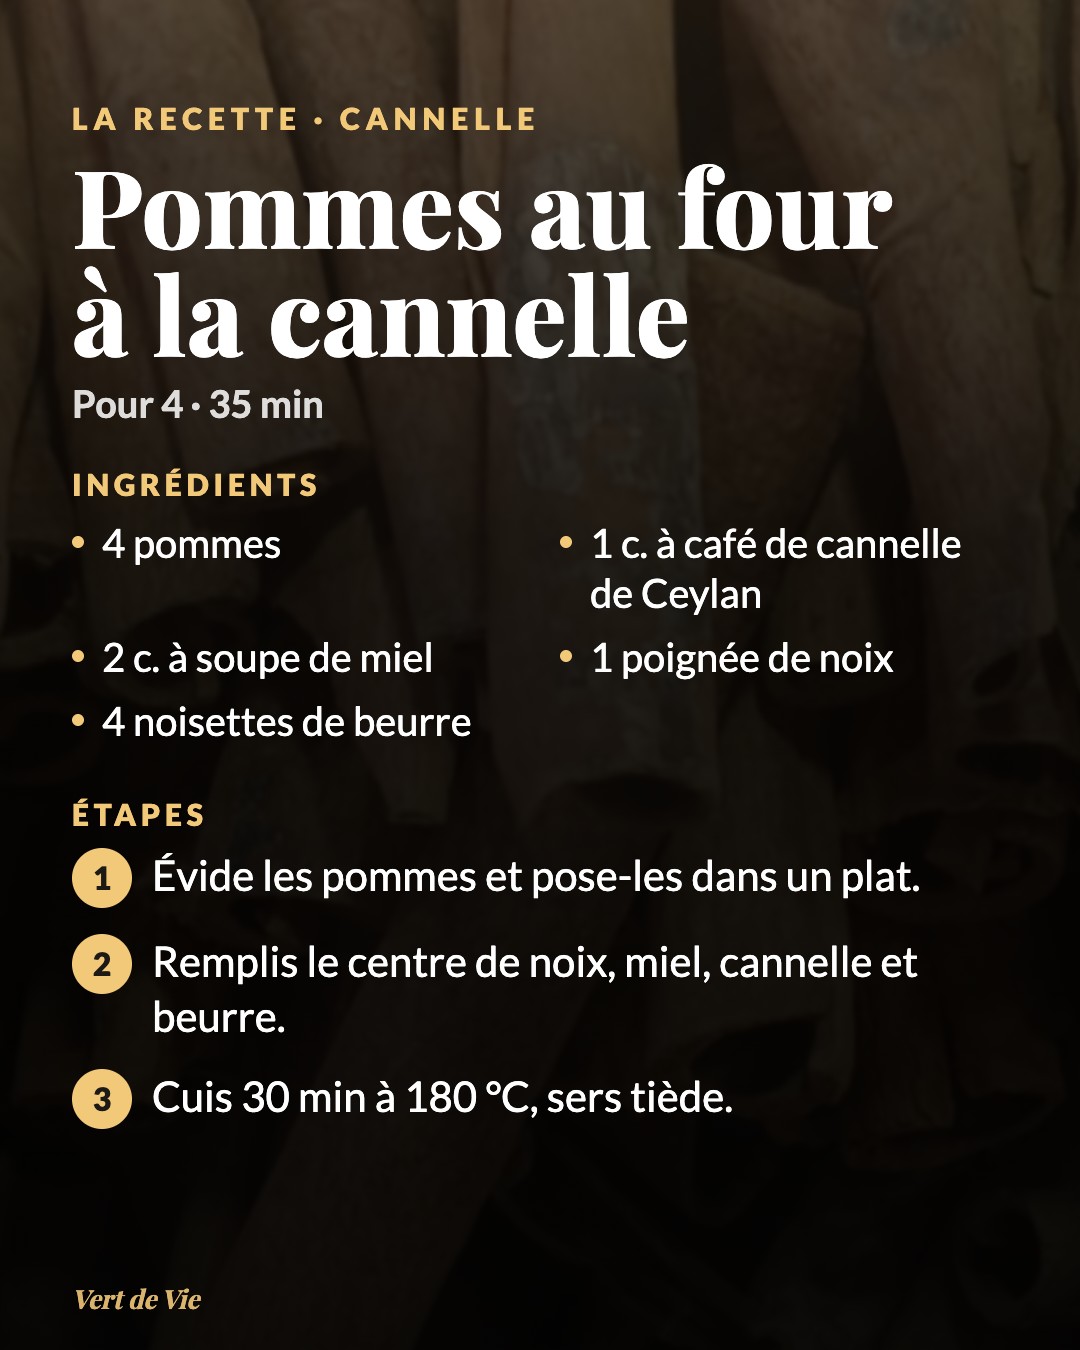 LA RECETTE · CANNELLE
Pommes au four
à la cannelle
Pour 4 · 35 min
INGRÉDIENTS
• 4 pommes
• 1 c. à café de cannelle
de Ceylan
• 2 c. à soupe de miel
• 1 poignée de noix
• 4 noisettes de beurre
ÉTAPES
1 Évide les pommes et pose-les dans un plat.
2 Remplis le centre de noix, miel, cannelle et
beurre.
3 Cuis 30 min à 180 °C, sers tiède.
Vert de Vie